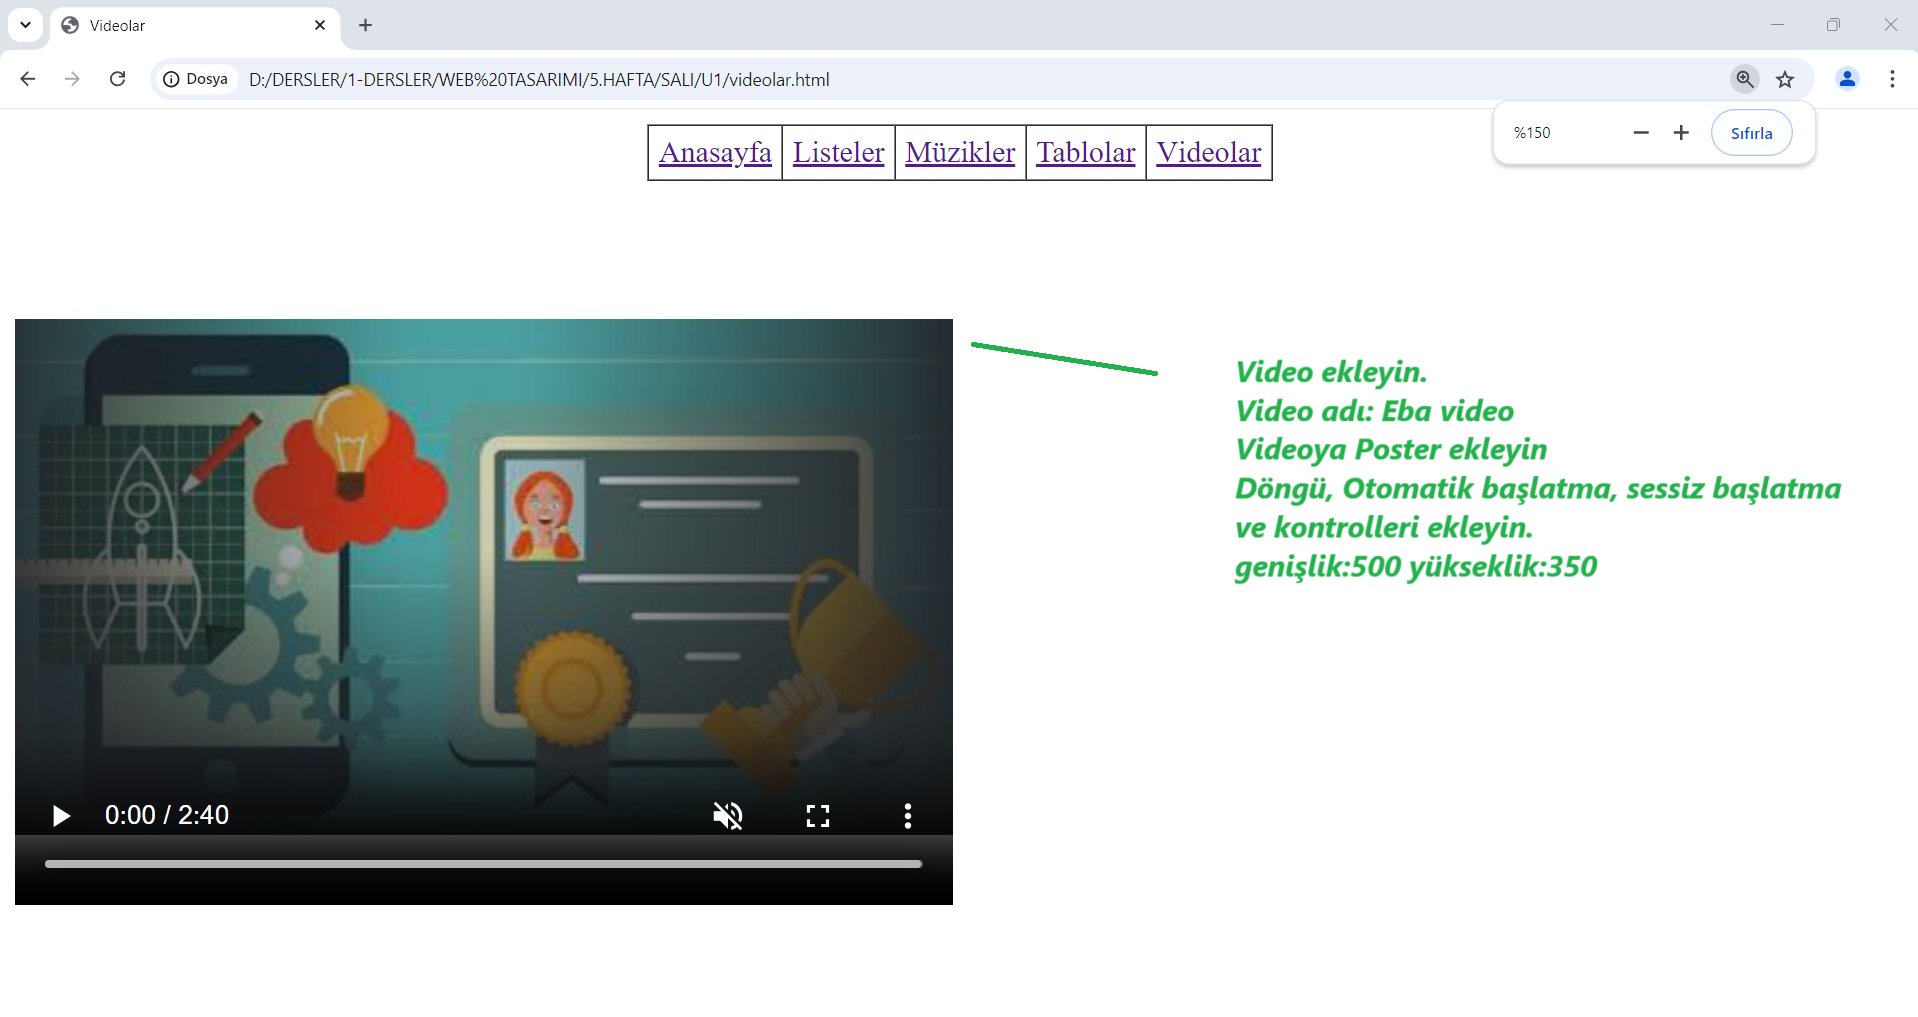 Videolar
Dosya
D:/DERSLER/1-DERSLER/WEB%20TASARIMI/5.HAFTA/SALI/U1/videolar.html
%150
Sıfırla
Anasayfa Listeler Müzikler Tablolar Videolar
Video ekleyin.
Video adı: Eba video
Videoya Poster ekleyin
Döngü, Otomatik başlatma, sessiz başlatma
ve kontrolleri ekleyin.
genişlik:500 yükseklik:350
0:00 / 2:40